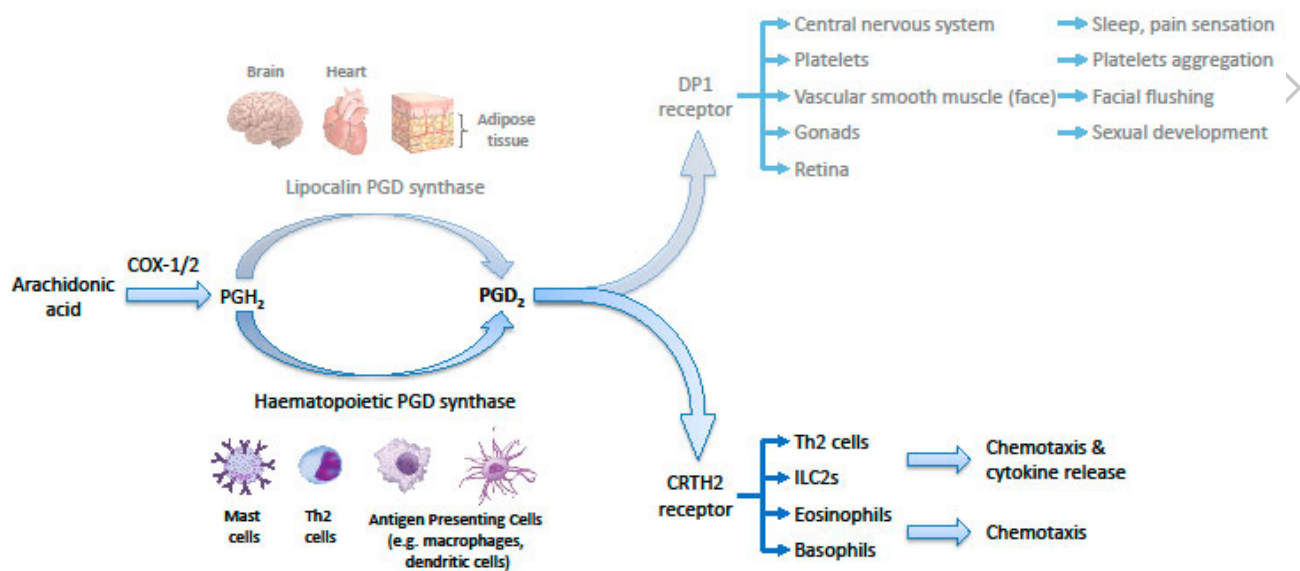 Brain
Heart
Adipose
tissue
Lipocalin PGD synthase
Arachidonic
acid
COX-1/2
PGH2
PGD2
Haematopoietic PGD synthase
Mast
cells
Th2
cells
Antigen Presenting Cells
(e.g. macrophages,
dendritic cells)
DP1
receptor
Central nervous system
Sleep, pain sensation
Platelets
Platelets aggregation
Vascular smooth muscle (face)
Facial flushing
Gonads
Sexual development
Retina
CRTH2
receptor
Th2 cells
ILC2s
Chemotaxis &
cytokine release
Eosinophils
Basophils
Chemotaxis